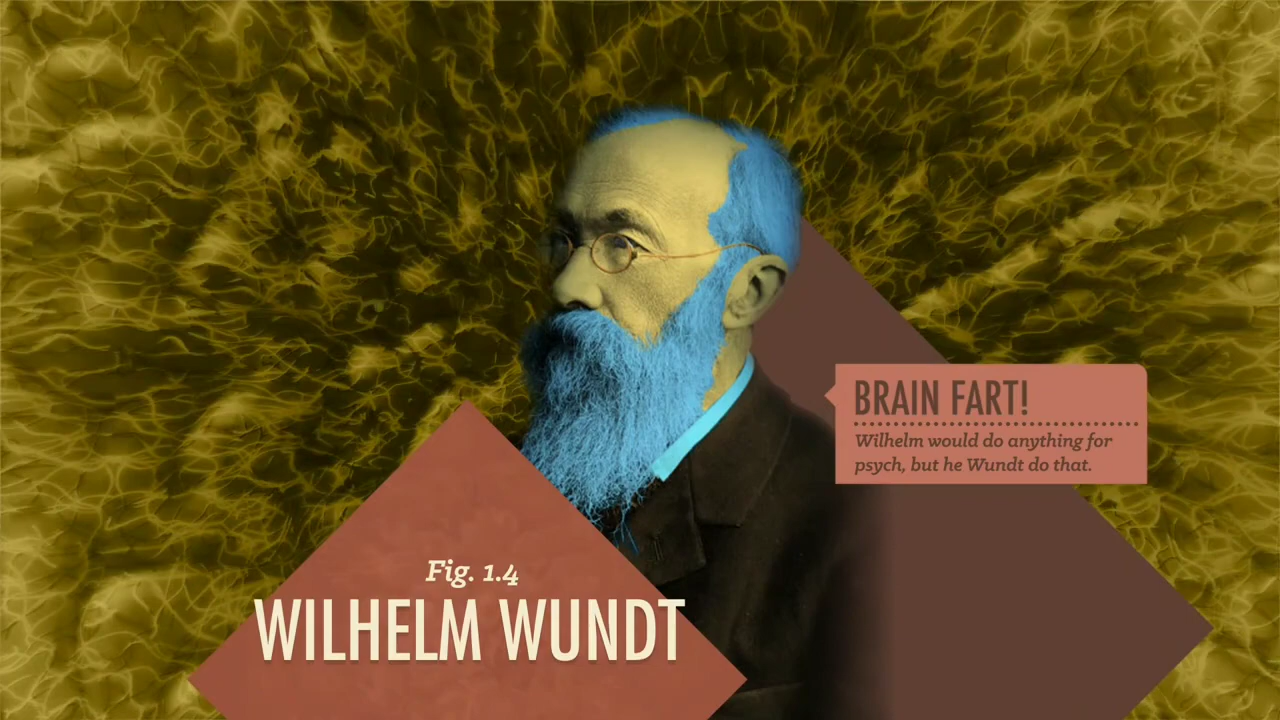 BRAIN FART!
Wilhelm would do anything for
psych, but he Wundt do that.
Fig. 1.4
WILHELM WUNDT